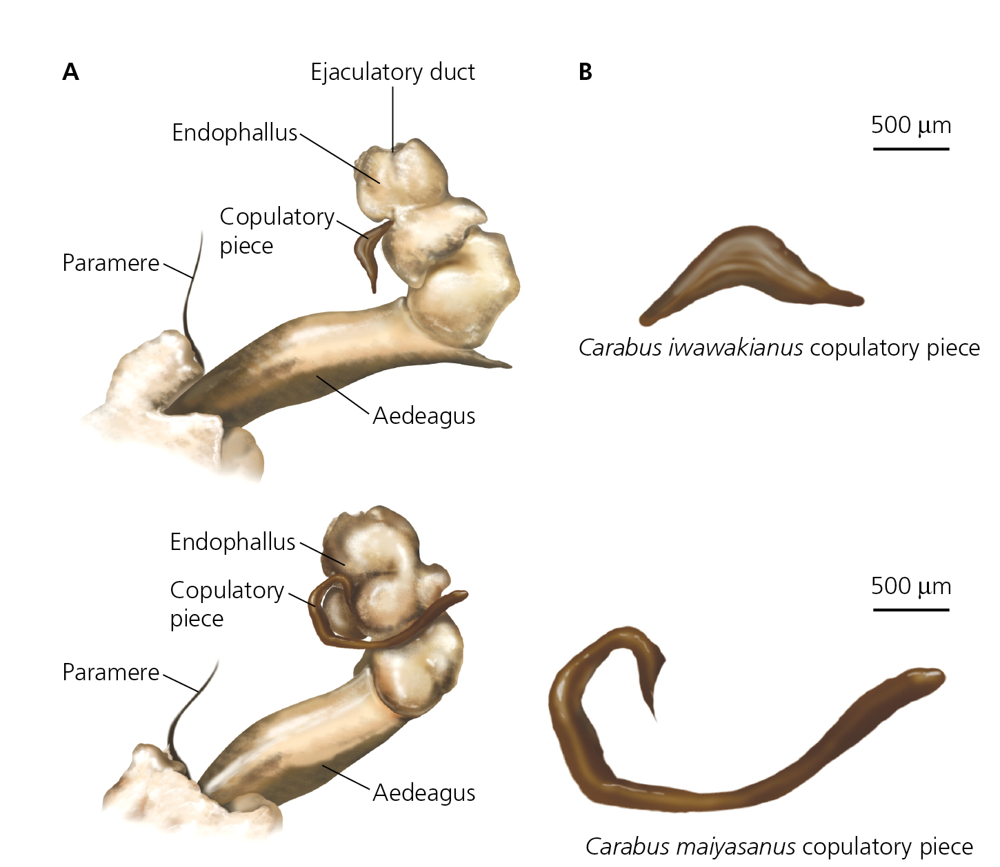 A
Ejaculatory duct
Endophallus
Copulatory
piece
Paramere
Aedeagus
B
500 μm
Carabus iwawakianus copulatory piece
Endophallus
Copulatory
piece
Paramere
Aedeagus
500 μm
Carabus maiyasanus copulatory piece